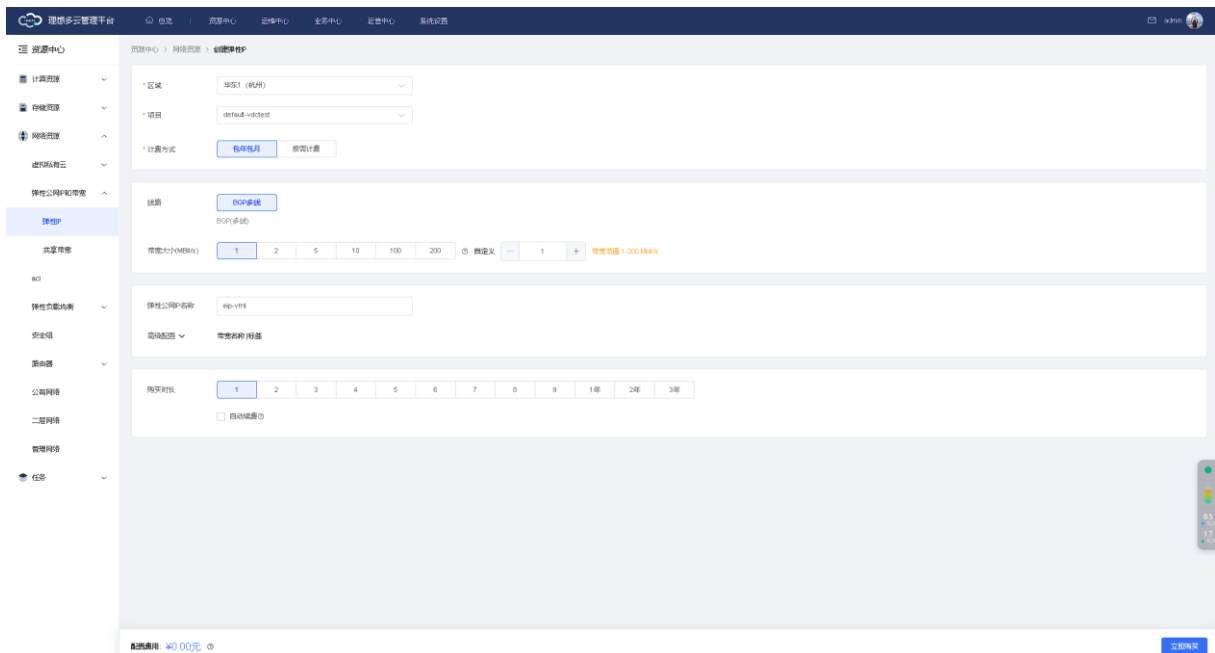 理想多云管理平台 总览 资源中心 运维中心 业务中心 运营中心 系统设置 admin
资源中心
资源中心 > 网络资源 > 创建弹性IP
计算资源
存储资源
网络资源
虚拟私有云
弹性公网IP和带宽
弹性IP
共享带宽
acl
弹性负载均衡
安全组
路由器
公有网络
二层网络
管理网络
任务
* 区域 华东1 (杭州)
* 项目 default-vdctest
* 计费方式 包年包月 按需计费
线路 BGP多线
BGP(多线)
带宽大小(MBit/s) 1 2 5 10 100 200 自定义 − 1 + 带宽范围:1-200 Mbit/s
弹性公网IP名称
高级配置 带宽名称|标签
购买时长 1 2 3 4 5 6 7 8 9 1年 2年 3年
自动续费
配置费用: ¥0.00元
立即购买